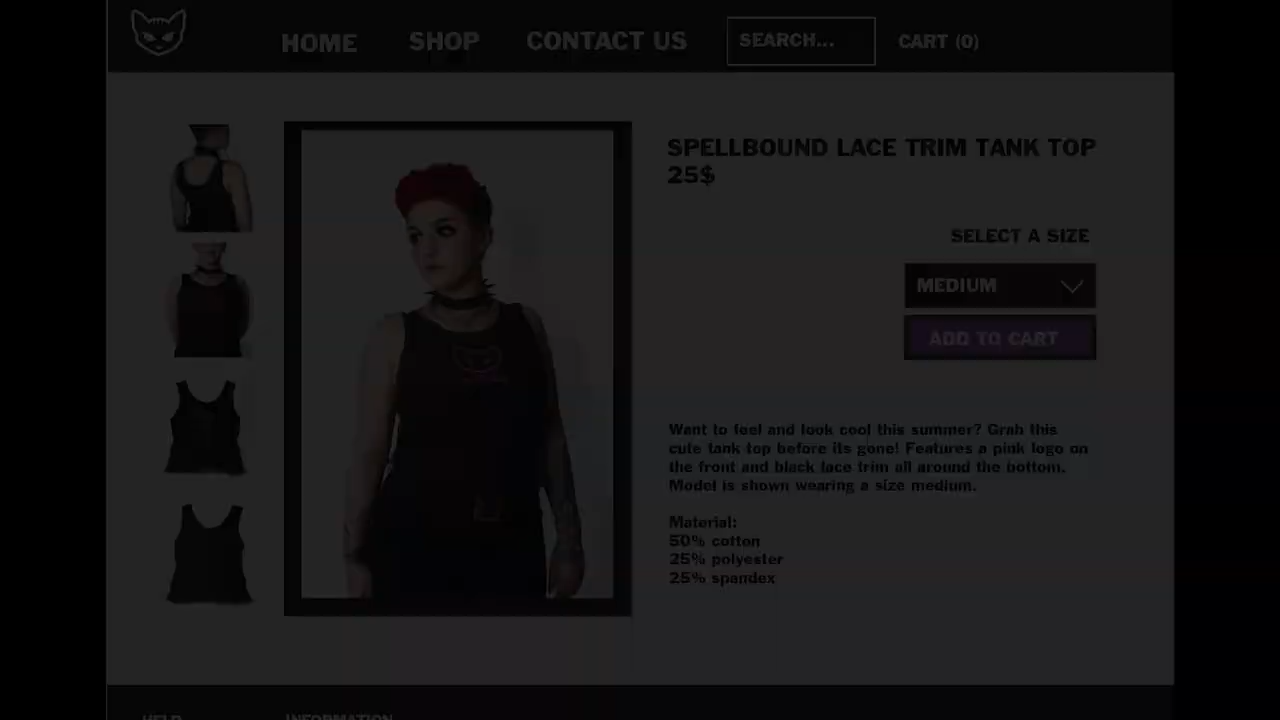 HOME
SHOP
CONTACT US
SEARCH...
CART (0)
SPELLBOUND LACE TRIM TANK TOP
25$
SELECT A SIZE
MEDIUM
ADD TO CART
Want to feel and look cool this summer? Grab this
cute tank top before its gone! Features a pink logo on
the front and black lace trim all around the bottom.
Model is shown wearing a size medium.
Material:
50% cotton
25% polyester
25% spandex
HELP
INFORMATION